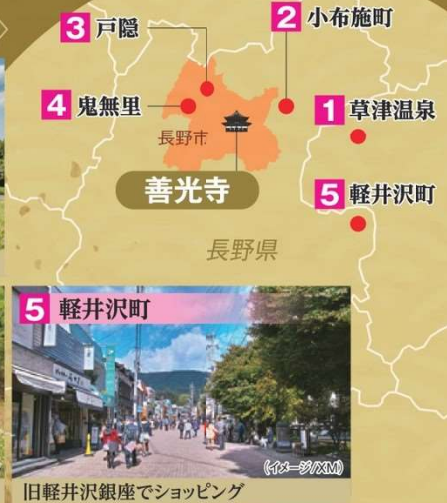 3 戸隠
2 小布施町
4 鬼無里
1 草津温泉
長野市
善光寺
5 軽井沢町
長野県
5 軽井沢町
(イメージ/XM)
旧軽井沢銀座でショッピング